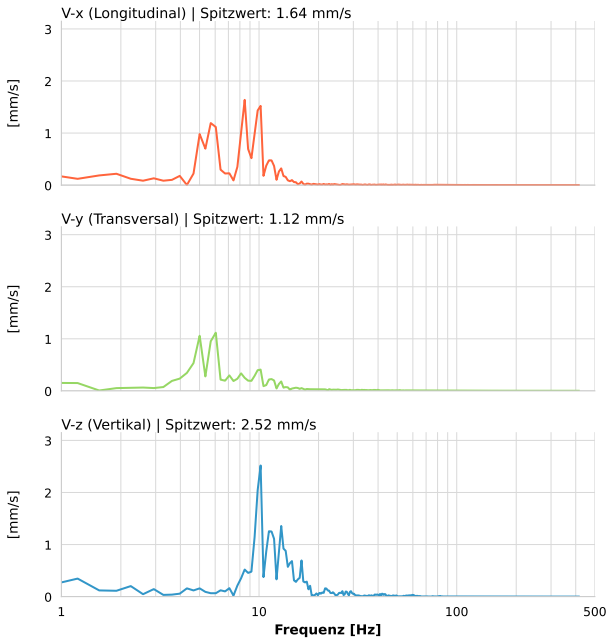 V-x (Longitudinal) | Spitzwert: 1.64 mm/s
3
2
1
0
[mm/s]
V-y (Transversal) | Spitzwert: 1.12 mm/s
3
2
1
0
[mm/s]
V-z (Vertikal) | Spitzwert: 2.52 mm/s
3
2
1
0
[mm/s]
1 10 100 500
Frequenz [Hz]